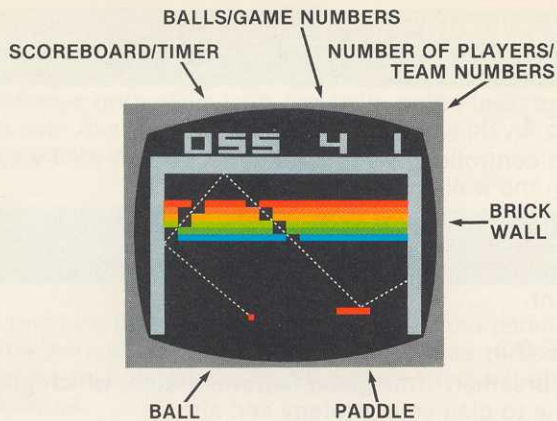 BALLS/GAME NUMBERS
SCOREBOARD/TIMER
NUMBER OF PLAYERS/
TEAM NUMBERS
055 4 1
BRICK
WALL
BALL
PADDLE